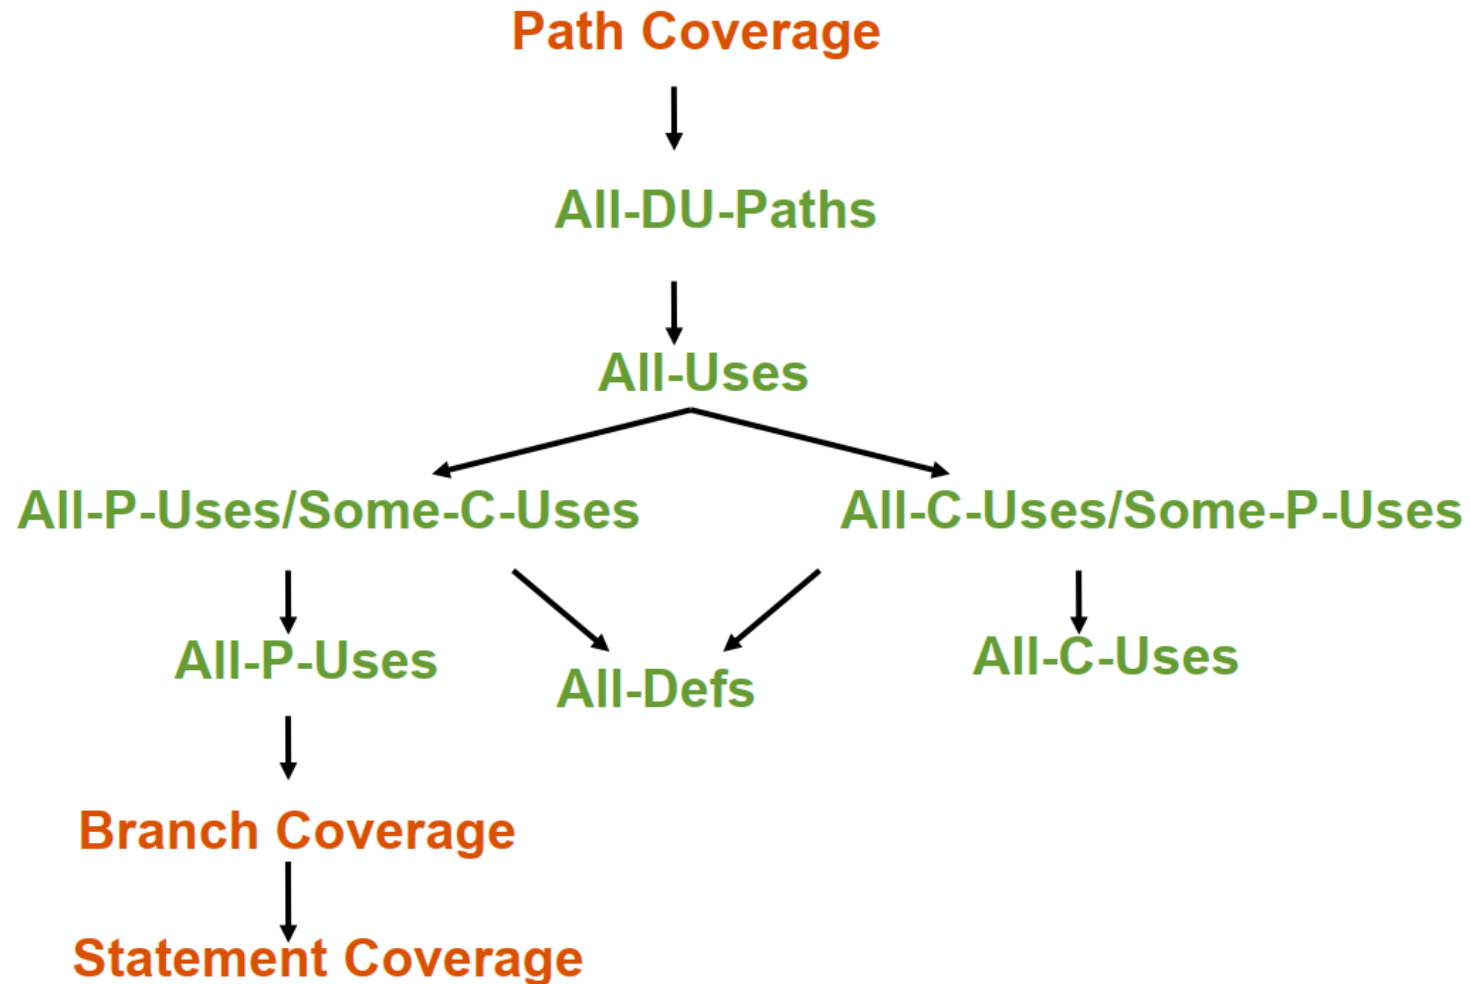 Path Coverage
All-DU-Paths
All-Uses
All-P-Uses/Some-C-Uses
All-C-Uses/Some-P-Uses
All-P-Uses
All-Defs
All-C-Uses
Branch Coverage
Statement Coverage